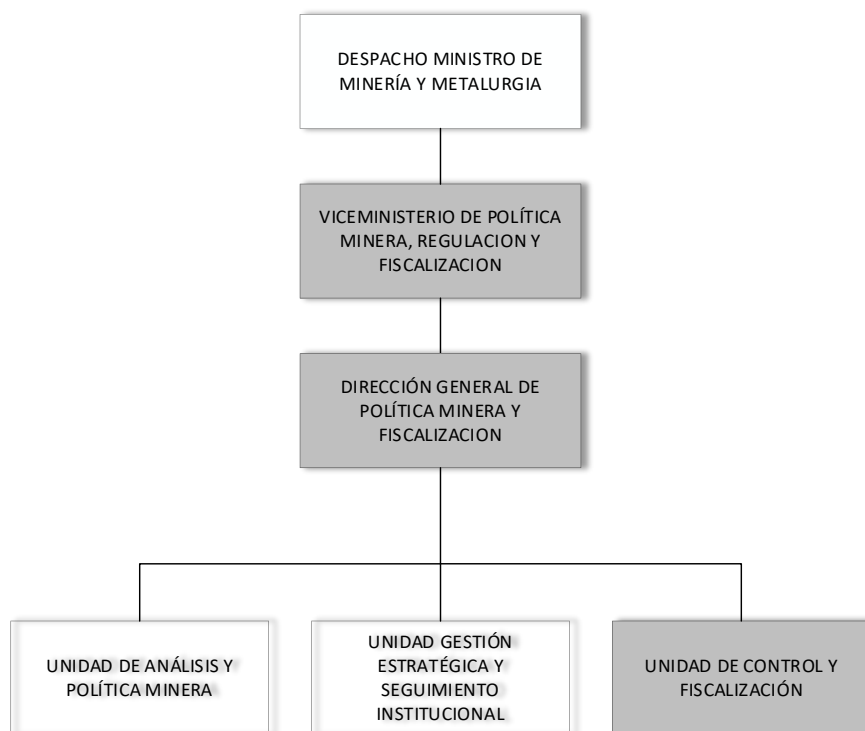 DESPACHO MINISTRO DE
MINERÍA Y METALURGIA
VICEMINISTERIO DE POLÍTICA
MINERA, REGULACION Y
FISCALIZACION
DIRECCIÓN GENERAL DE
POLÍTICA MINERA Y
FISCALIZACION
UNIDAD DE ANÁLISIS Y
POLÍTICA MINERA
UNIDAD GESTIÓN
ESTRATÉGICA Y
SEGUIMIENTO
INSTITUCIONAL
UNIDAD DE CONTROL Y
FISCALIZACIÓN